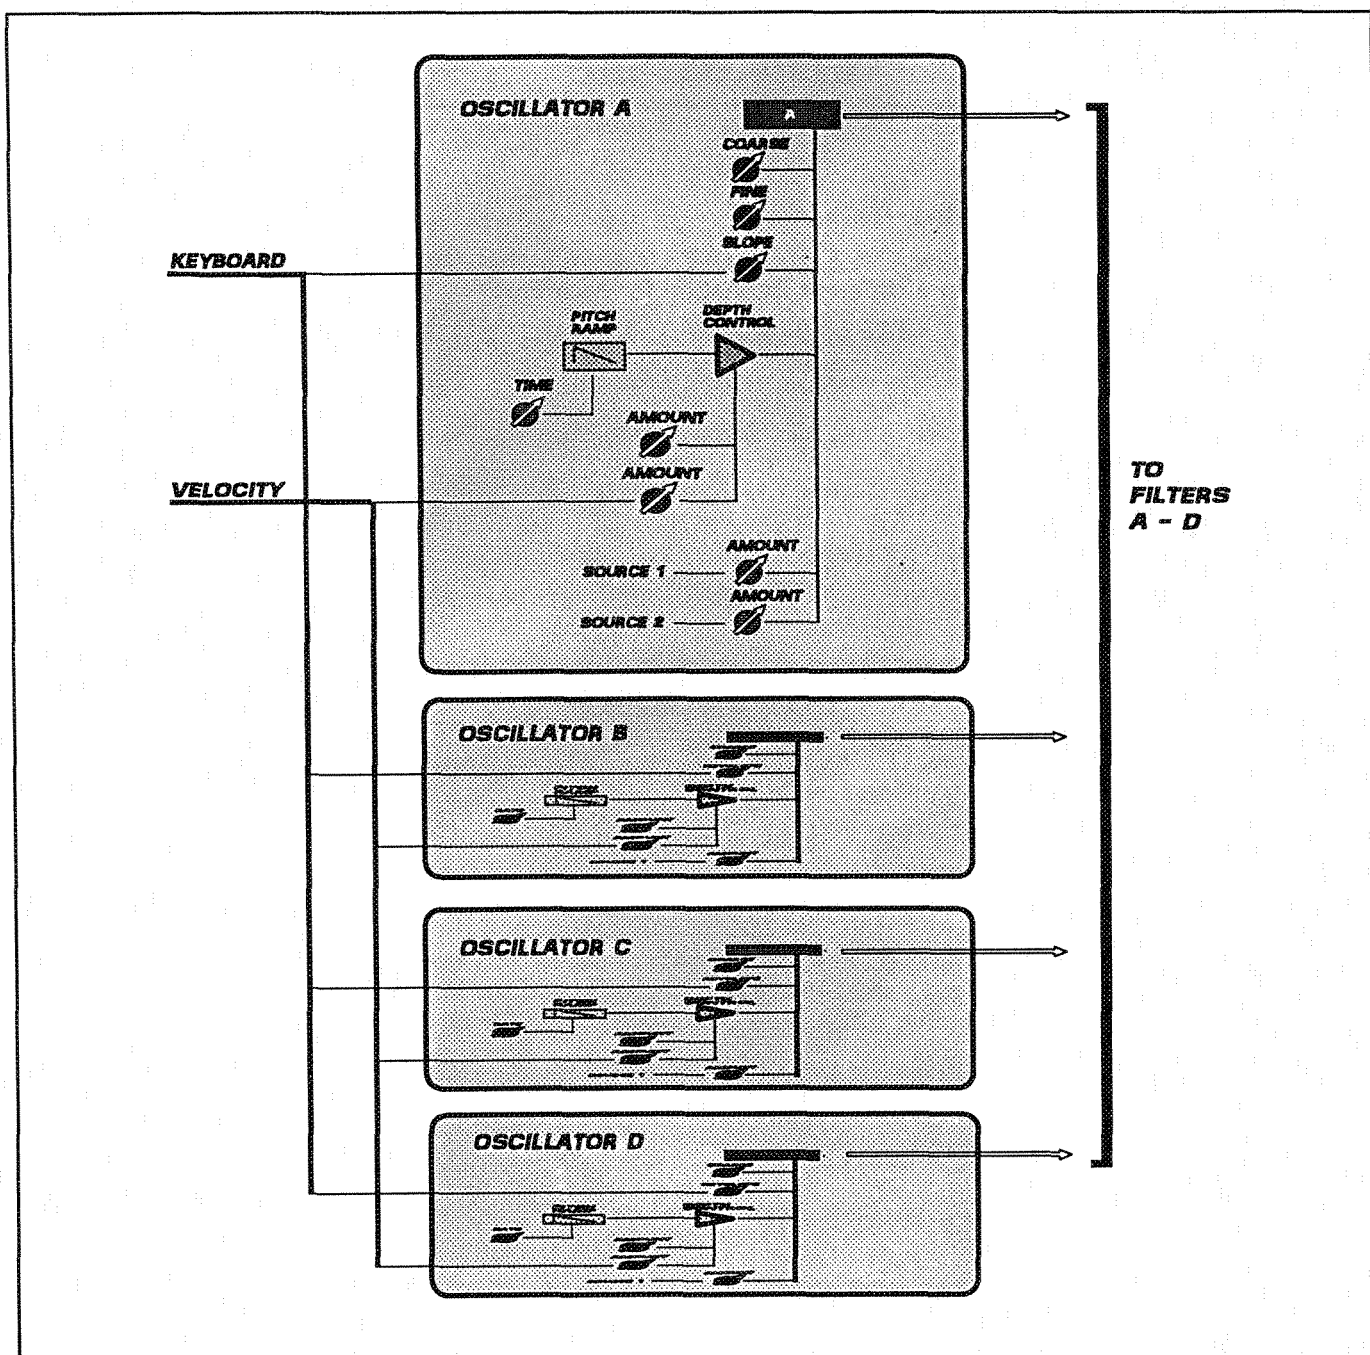 OSCILLATOR A
A
COARSE
FINE
SLOPE
KEYBOARD
PITCH
RAMP
DEPTH
CONTROL
TIME
AMOUNT
AMOUNT
VELOCITY
TO
FILTERS
A - D
AMOUNT
SOURCE 1
AMOUNT
SOURCE 2
OSCILLATOR B
OSCILLATOR C
OSCILLATOR D